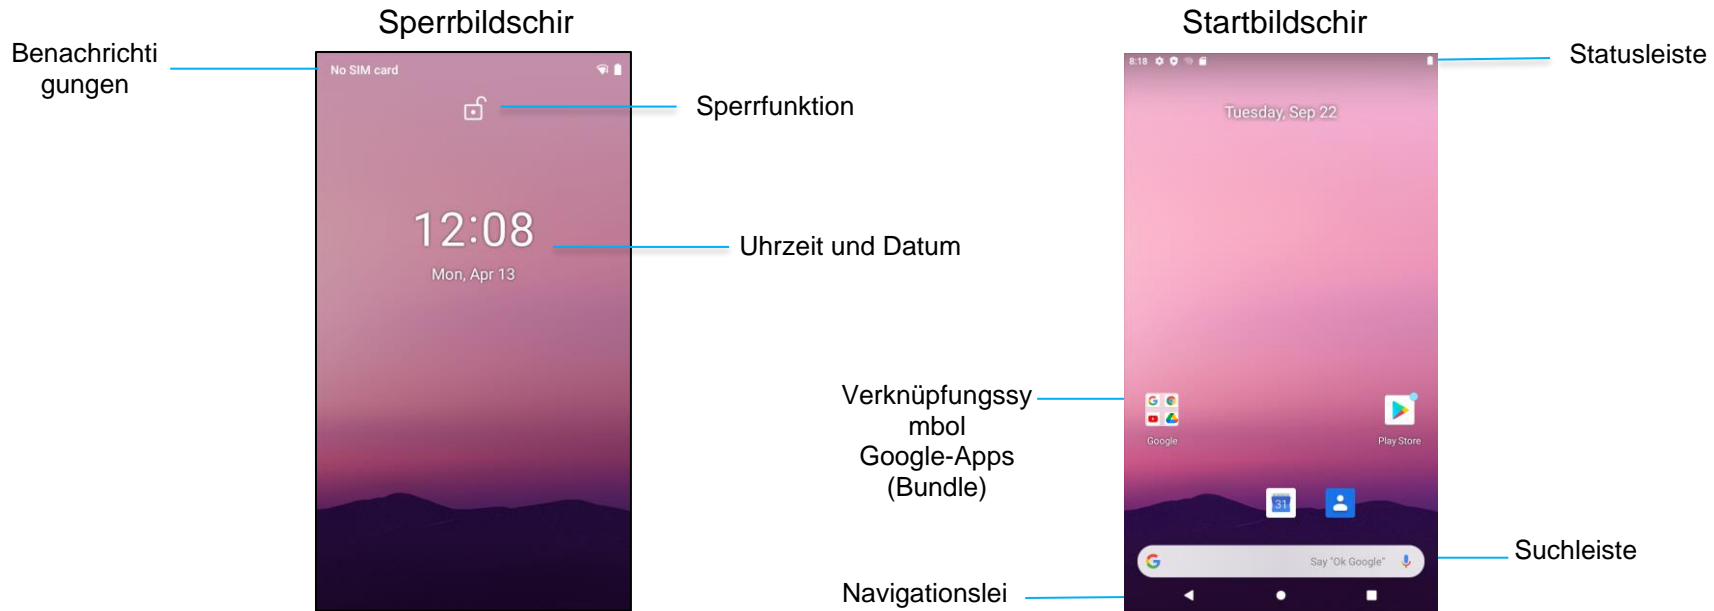 Sperrbildschir
Benachrichti
gungen
No SIM card
Sperrfunktion
12:08
Mon, Apr 13
Uhrzeit und Datum
Startbildschir
8:18
Statusleiste
Tuesday, Sep 22
Verknüpfungssy
mbol
Google-Apps
(Bundle)
Google
Play Store
31
Say "Ok Google"
Suchleiste
Navigationslei